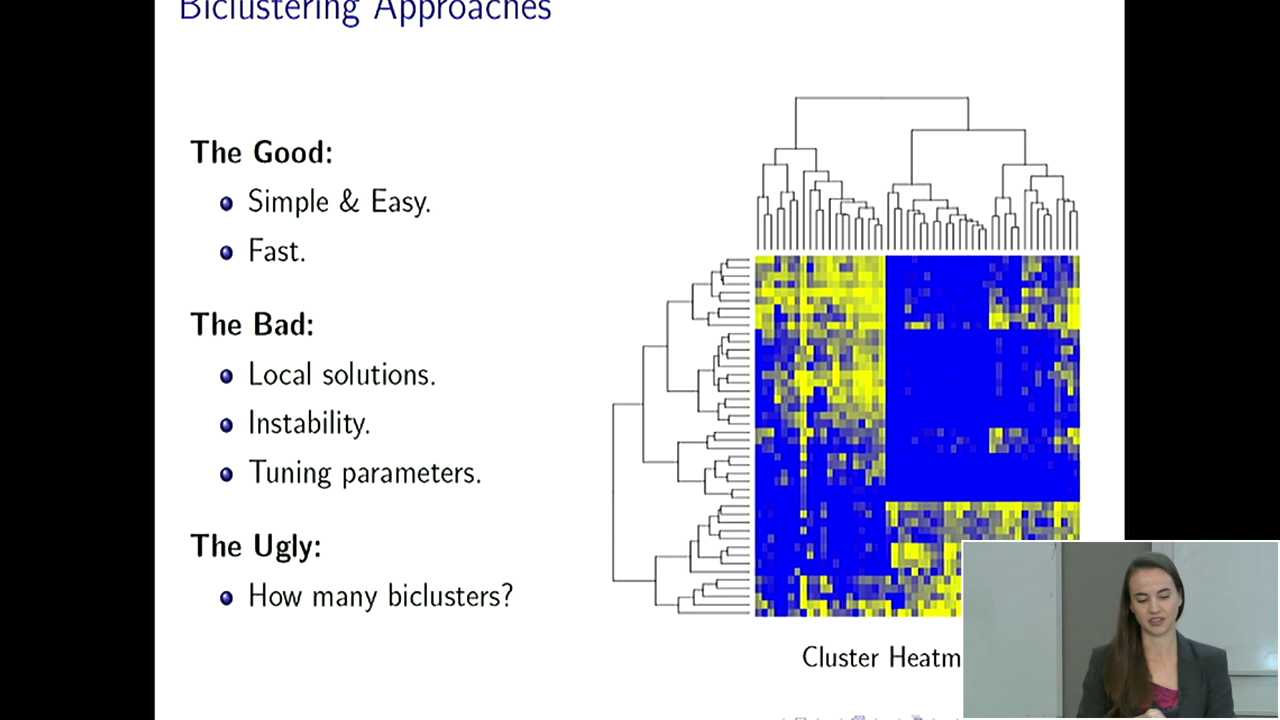 Biclustering Approaches
The Good:
Simple & Easy.
Fast.
The Bad:
Local solutions.
Instability.
Tuning parameters.
The Ugly:
How many biclusters?
Cluster Heatm